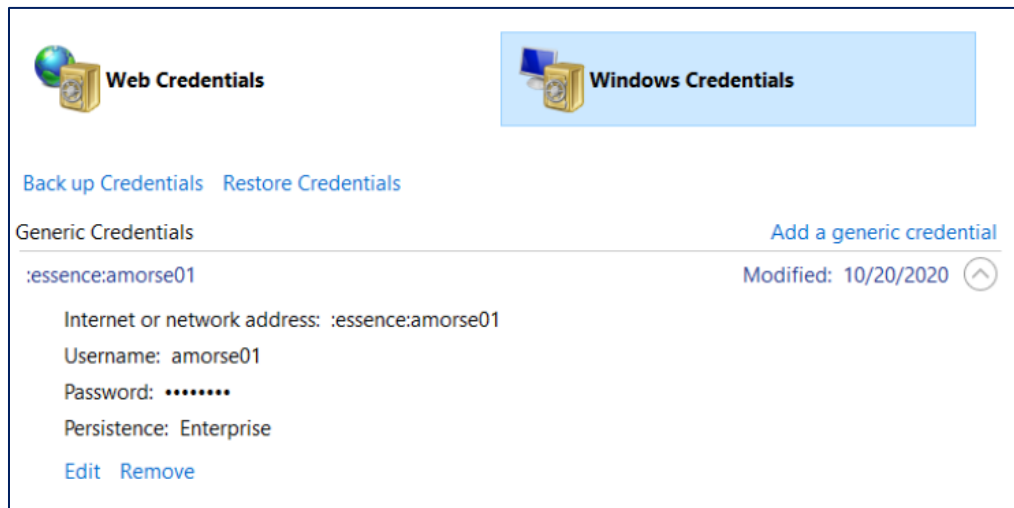 Web Credentials
Windows Credentials
Back up Credentials Restore Credentials
Generic Credentials Add a generic credential
:essence:amorse01 Modified: 10/20/2020
Internet or network address: :essence:amorse01
Username: amorse01
Password: ••••••••
Persistence: Enterprise
Edit Remove